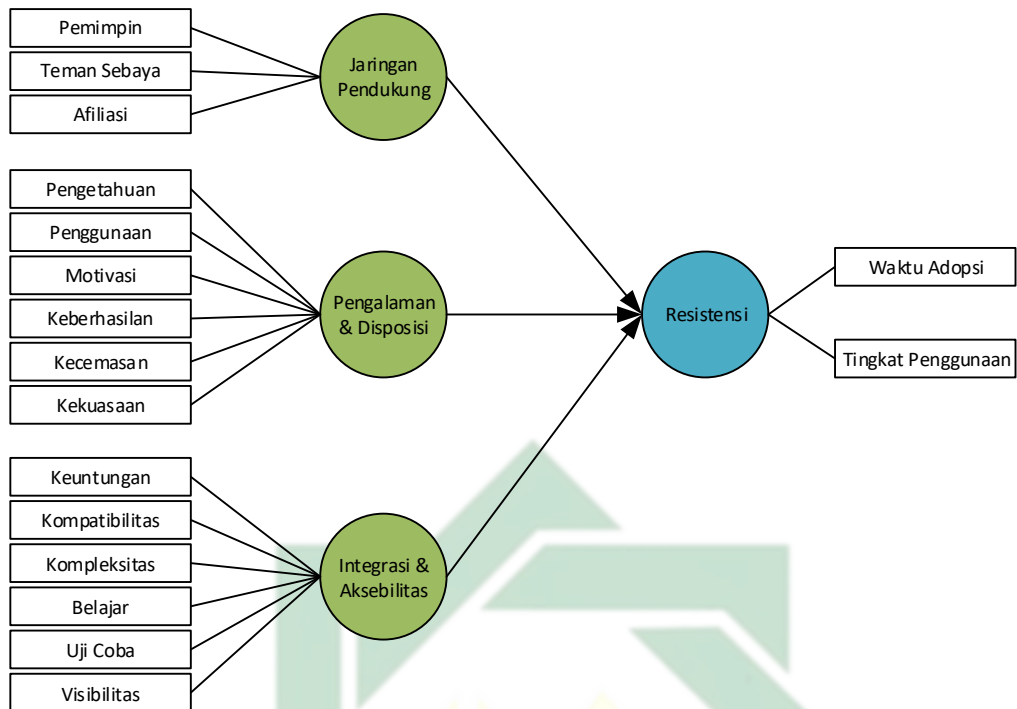 Pemimpin
Teman Sebaya
Afiliasi
Jaringan
Pendukung
Pengetahuan
Penggunaan
Motivasi
Keberhasilan
Kecemasan
Kekuasaan
Pengalaman
& Disposisi
Keuntungan
Kompatibilitas
Kompleksitas
Belajar
Uji Coba
Visibilitas
Integrasi &
Aksebilitas
Resistensi
Waktu Adopsi
Tingkat Penggunaan